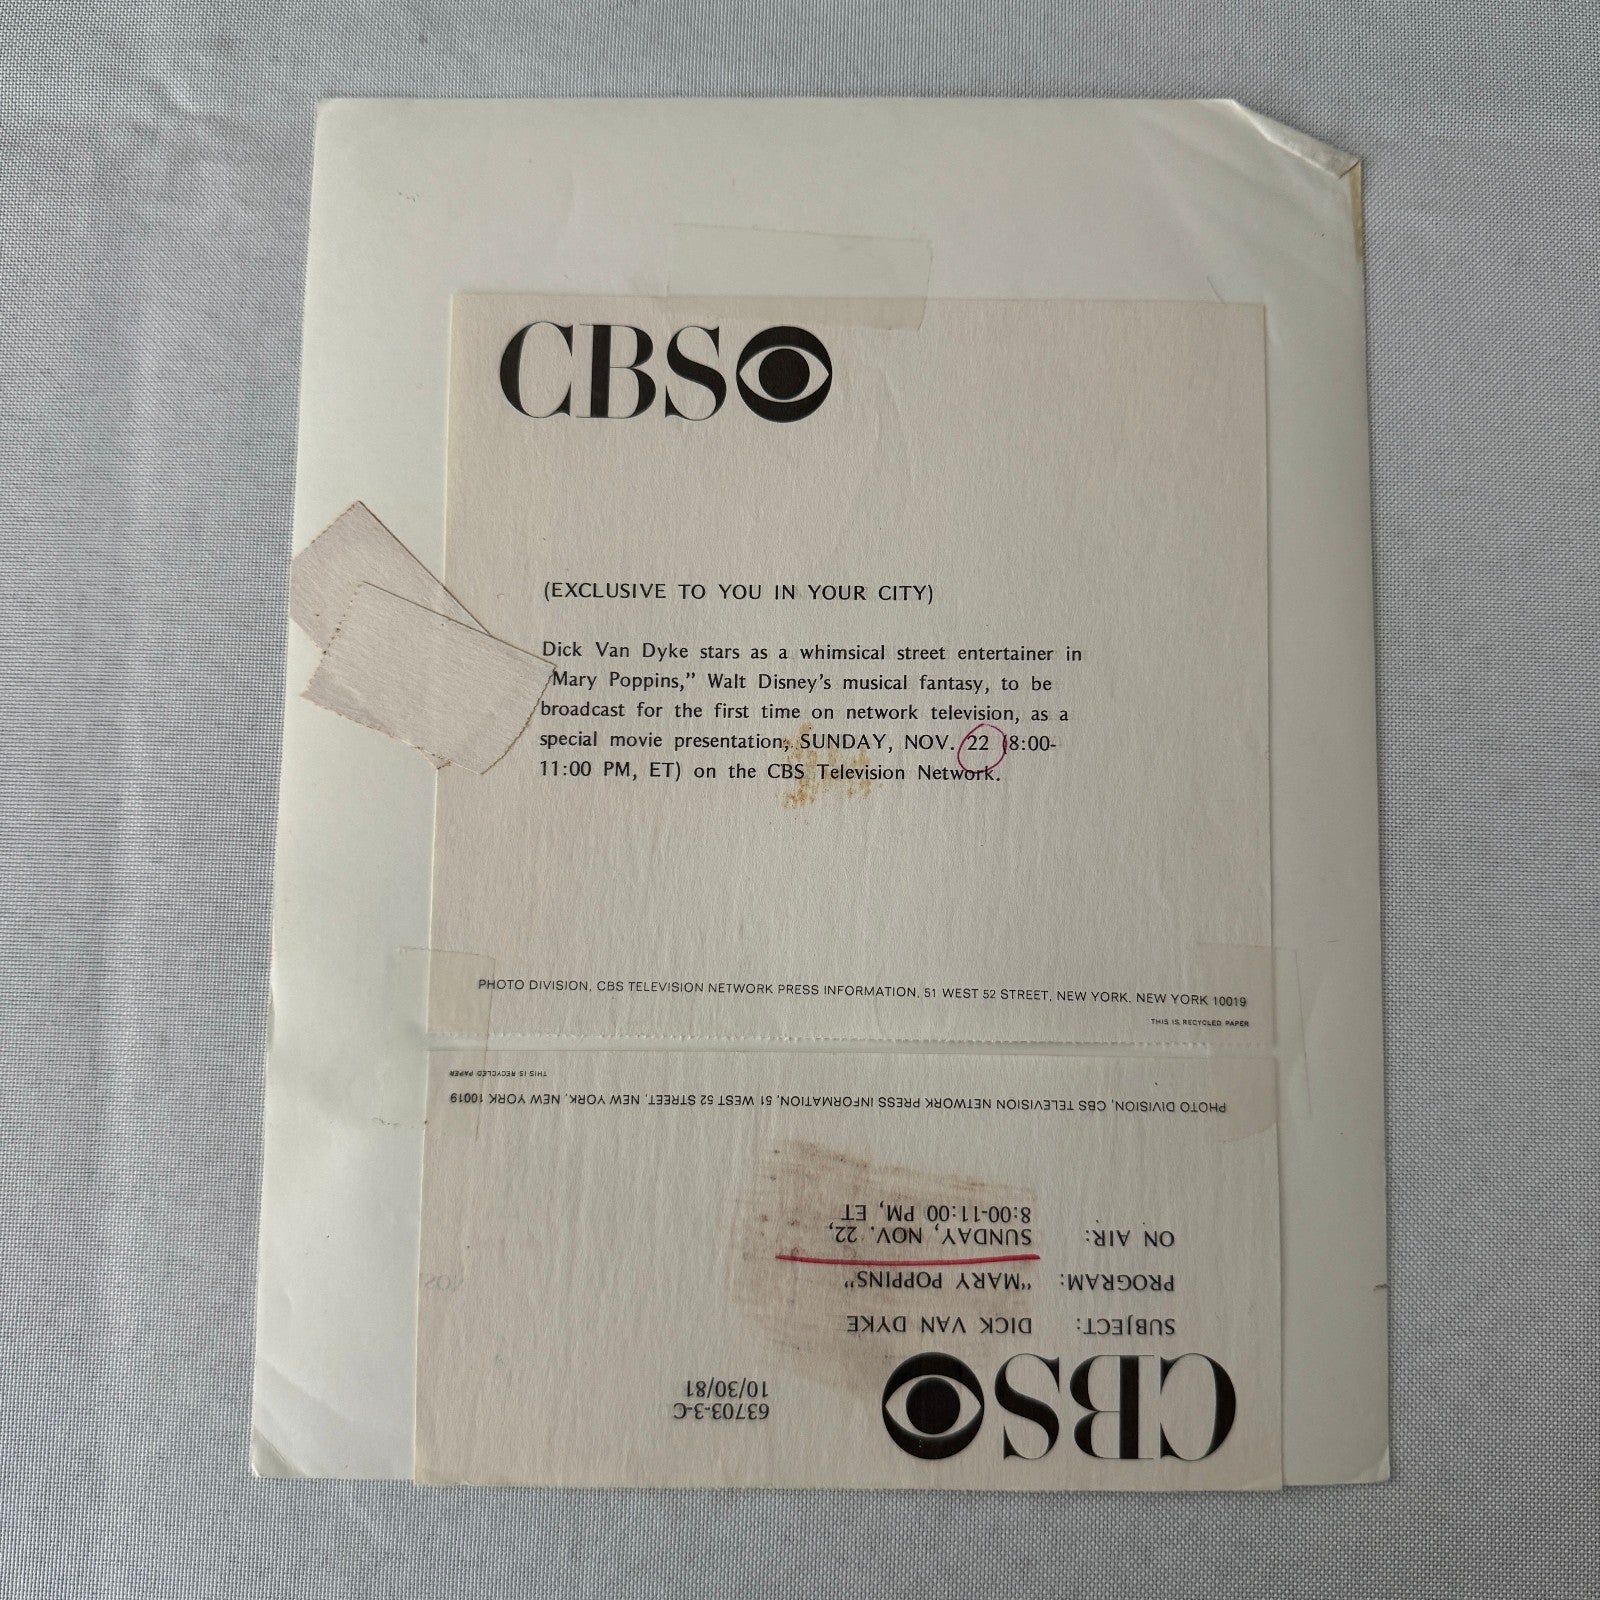 CBS
(EXCLUSIVE TO YOU IN YOUR CITY)
Dick Van Dyke stars as a whimsical street entertainer in
Mary Poppins,” Walt Disney’s musical fantasy, to be
broadcast for the first time on network television, as a
special movie presentation, SUNDAY, NOV. 22 (8:00-
11:00 PM, ET) on the CBS Television Network.
PHOTO DIVISION, CBS TELEVISION NETWORK PRESS INFORMATION, 51 WEST 52 STREET, NEW YORK, NEW YORK 10019
THIS IS RECYCLED PAPER
CBS
63703-3-C
10/30/81
SUBJECT: DICK VAN DYKE
PROGRAM: "MARY POPPINS"
ON AIR: SUNDAY, NOV. 22,
8:00-11:00 PM, ET
PHOTO DIVISION, CBS TELEVISION NETWORK PRESS INFORMATION, 51 WEST 52 STREET, NEW YORK, NEW YORK 10019
THIS IS RECYCLED PAPER